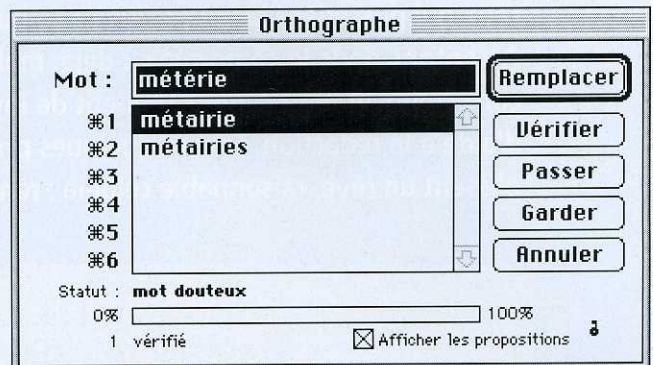 Orthographe
Mot : métérie Remplacer
⌘1 métairie
⌘2 métairies Vérifier
⌘3 Passer
⌘4 Garder
⌘5
⌘6 Annuler
Statut : mot douteux
0% 100%
1 vérifié Afficher les propositions